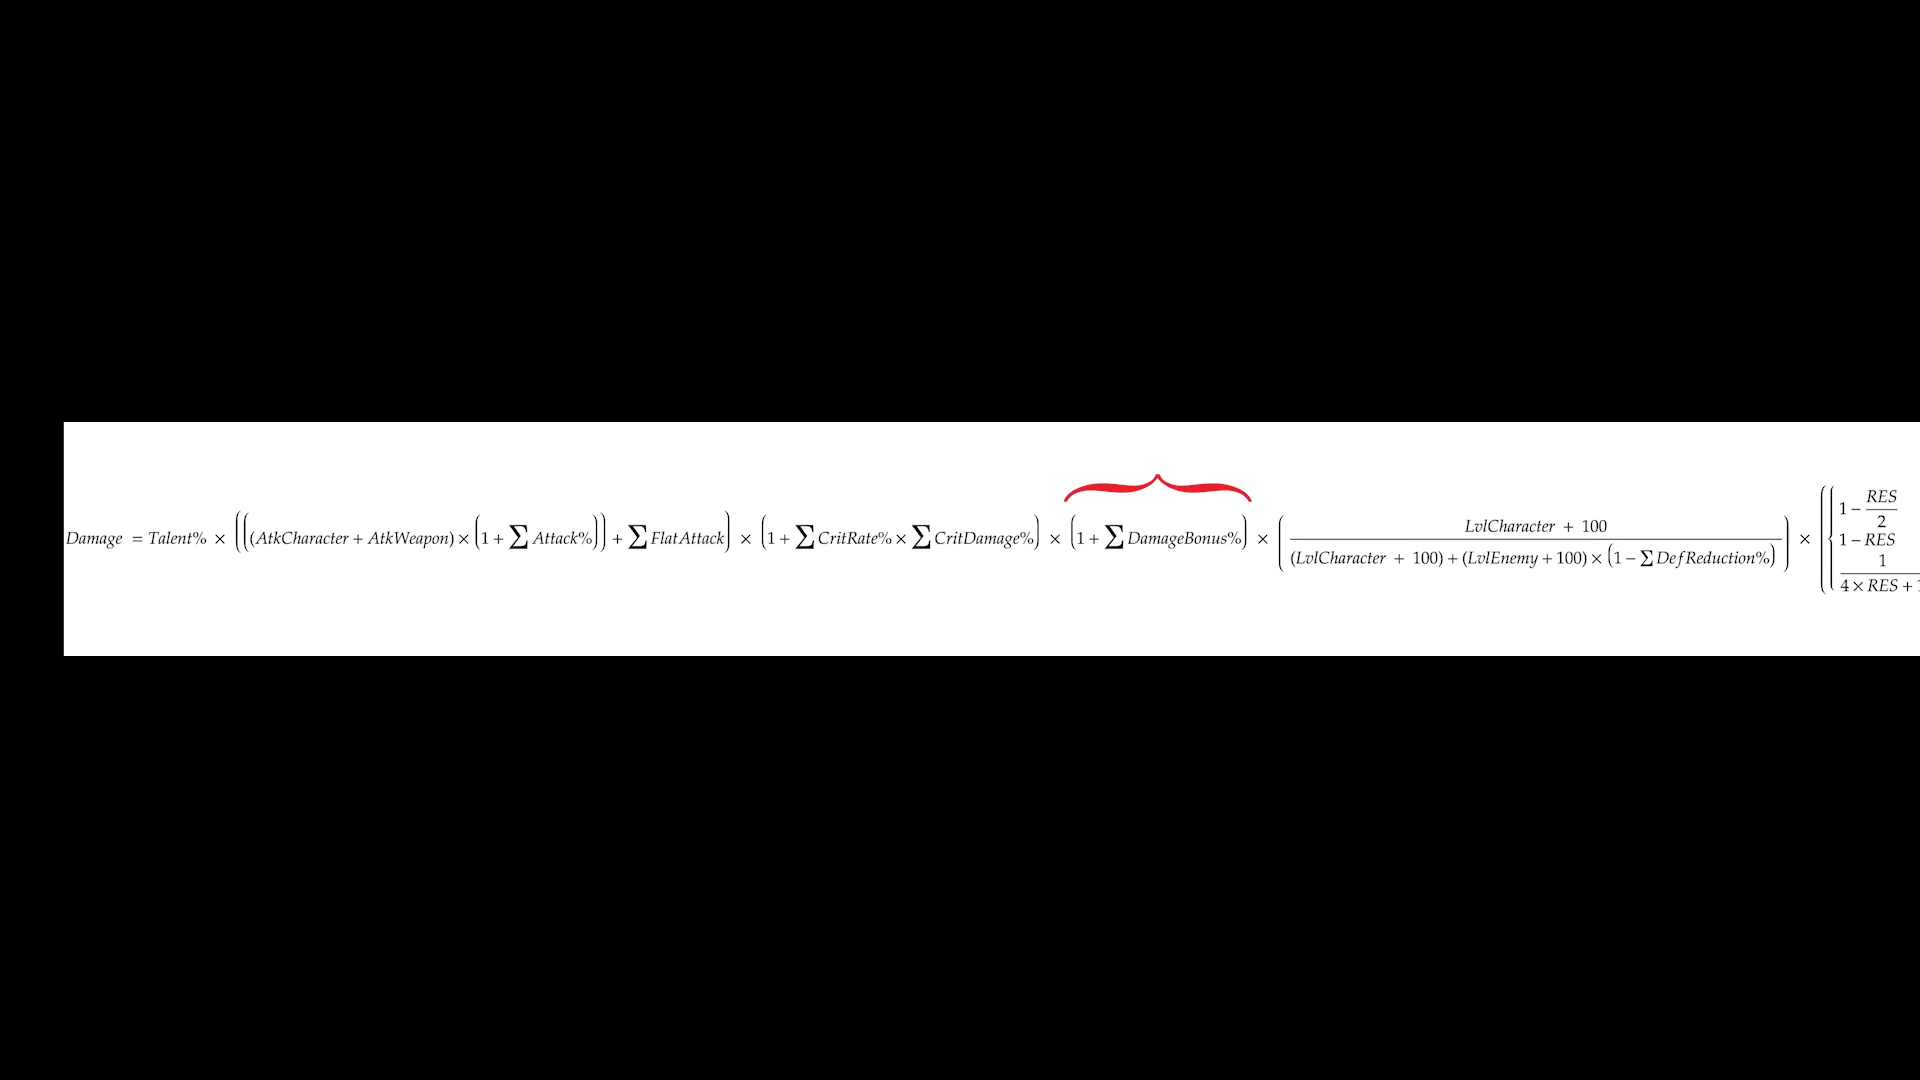 Damage = Talent% × (((AtkCharacter + AtkWeapon) × (1 + ∑ Attack%)) + ∑ FlatAttack) × (1 + ∑ CritRate% × ∑ CritDamage%) × (1 + ∑ DamageBonus%) × (
LvlCharacter + 100
(LvlCharacter + 100) + (LvlEnemy + 100) × (1 − ∑ DefReduction%)
) × ({
1 − RES
2
1 − RES
1
4 × RES +